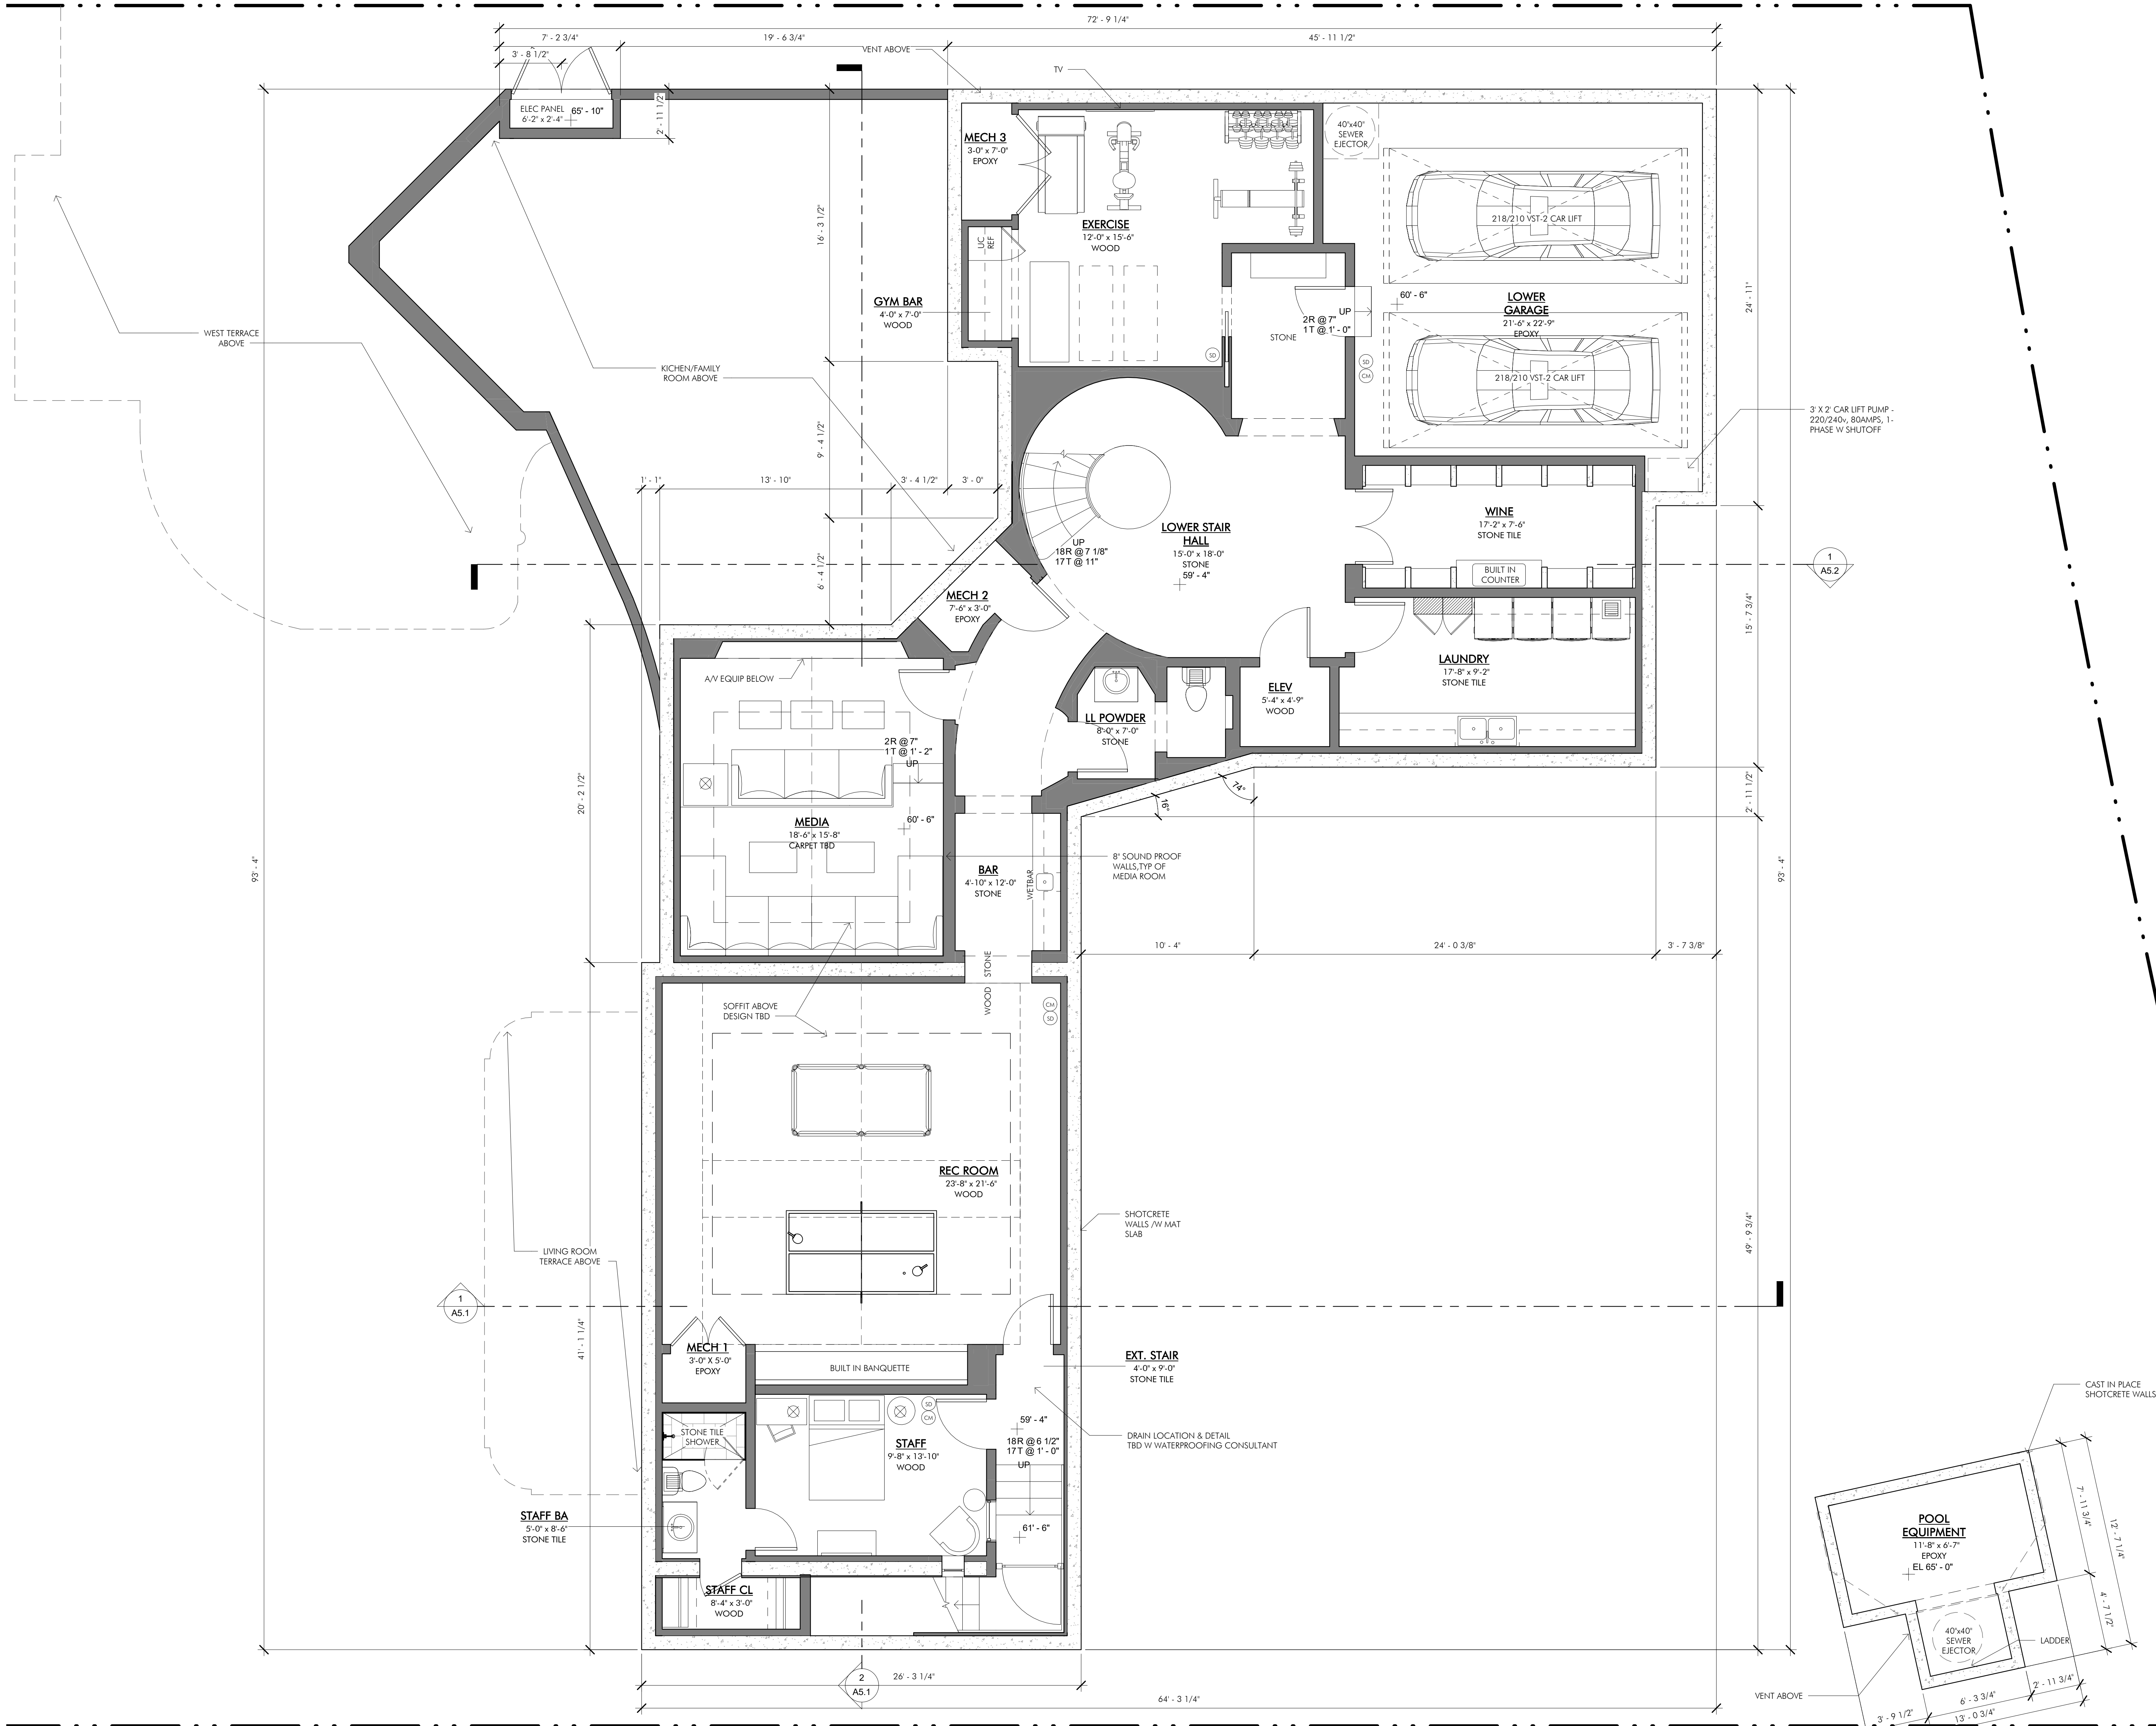 72' - 9 1/4"
7' - 2 3/4"
19' - 6 3/4"
45' - 11 1/2"
3' - 8 1/2"
VENT ABOVE
TV
ELEC PANEL
6'-2" x 2'-4"
65' - 10"
2' - 11 1/2"
MECH 3
3-0" x 7'-0"
EPOXY
40"x40"
SEWER
EJECTOR
218/210 VST-2 CAR LIFT
EXERCISE
12'-0" x 15'-6"
WOOD
16' - 3 1/2"
UC
REF
GYM BAR
4'-0" x 7'-0"
WOOD
60' - 6"
LOWER
GARAGE
21'-6" x 22'-9"
EPOXY
24' - 11"
UP
2R @ 7"
1T @ 1' - 0"
STONE
WEST TERRACE
ABOVE
SD
SD
CM
KICHEN/FAMILY
ROOM ABOVE
218/210 VST-2 CAR LIFT
3' X 2' CAR LIFT PUMP -
220/240v, 80AMPS, 1-
PHASE W SHUTOFF
9' - 4 1/2"
1' - 1"
13' - 10"
3' - 4 1/2"
3' - 0"
WINE
17'-2" x 7'-6"
STONE TILE
LOWER STAIR
HALL
15'-0" x 18'-0"
STONE
59' - 4"
UP
18R @ 7 1/8"
17T @ 11"
BUILT IN
COUNTER
1
A5.2
6' - 4 1/2"
MECH 2
7'-6" x 3'-0"
EPOXY
15' - 7 3/4"
A/V EQUIP BELOW
LAUNDRY
17'-8" x 9'-2"
STONE TILE
ELEV
5'-4" x 4'-9"
WOOD
LL POWDER
8'-0" x 7'-0"
STONE
2R @ 7"
1T @ 1' - 2"
UP
20' - 2 1/2"
74°
16°
2' - 11 1/2"
MEDIA
18'-6" x 15'-8"
CARPET TBD
60' - 6"
93' - 4"
93' - 4"
8" SOUND PROOF
WALLS,TYP OF
MEDIA ROOM
BAR
4'-10" x 12'-0"
STONE
WETBAR
10' - 4"
24' - 0 3/8"
3' - 7 3/8"
STONE
WOOD
SOFFIT ABOVE
DESIGN TBD
CM
SD
REC ROOM
23'-8" x 21'-6"
WOOD
SHOTCRETE
WALLS /W MAT
SLAB
49' - 9 3/4"
LIVING ROOM
TERRACE ABOVE
1
A5.1
41' - 1 1/4"
MECH 1
3'-0" X 5'-0"
EPOXY
BUILT IN BANQUETTE
EXT. STAIR
4'-0" x 9'-0"
STONE TILE
CAST IN PLACE
SHOTCRETE WALLS
SD
CM
STONE TILE
SHOWER
STAFF
9'-8" x 13'-10"
WOOD
59' - 4"
18R @ 6 1/2"
17T @ 1' - 0"
UP
DRAIN LOCATION & DETAIL
TBD W WATERPROOFING CONSULTANT
STAFF BA
5'-0" x 8'-6"
STONE TILE
61' - 6"
POOL
EQUIPMENT
11'-8" x 6'-7"
EPOXY
EL 65' - 0"
7' - 11 3/4"
12' - 7 1/4"
4' - 7 1/2"
STAFF CL
8'-4" x 3'-0"
WOOD
40"x40"
SEWER
EJECTOR
LADDER
2
A5.1
26' - 3 1/4"
64' - 3 1/4"
VENT ABOVE
2' - 11 3/4"
6' - 3 3/4"
3' - 9 1/2"
13' - 0 3/4"